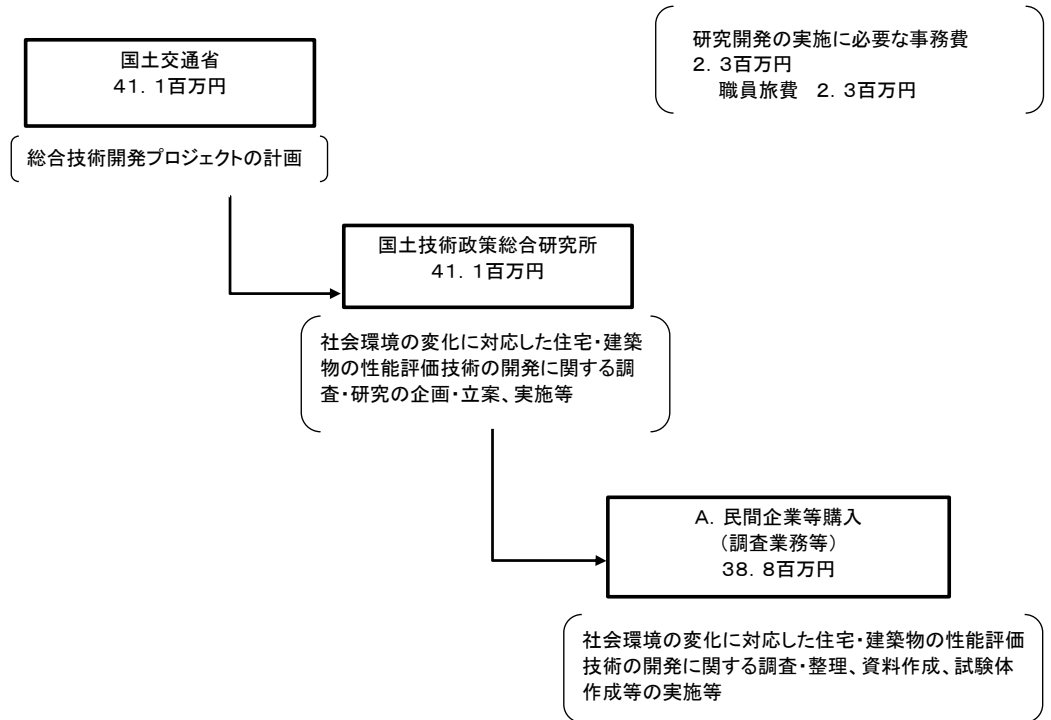 国土交通省
41．1百万円
研究開発の実施に必要な事務費
2．3百万円
職員旅費　2．3百万円
総合技術開発プロジェクトの計画
国土技術政策総合研究所
41．1百万円
社会環境の変化に対応した住宅・建築
物の性能評価技術の開発に関する調
査・研究の企画・立案、実施等
A．民間企業等購入
（調査業務等）
38．8百万円
社会環境の変化に対応した住宅・建築物の性能評価
技術の開発に関する調査・整理、資料作成、試験体
作成等の実施等